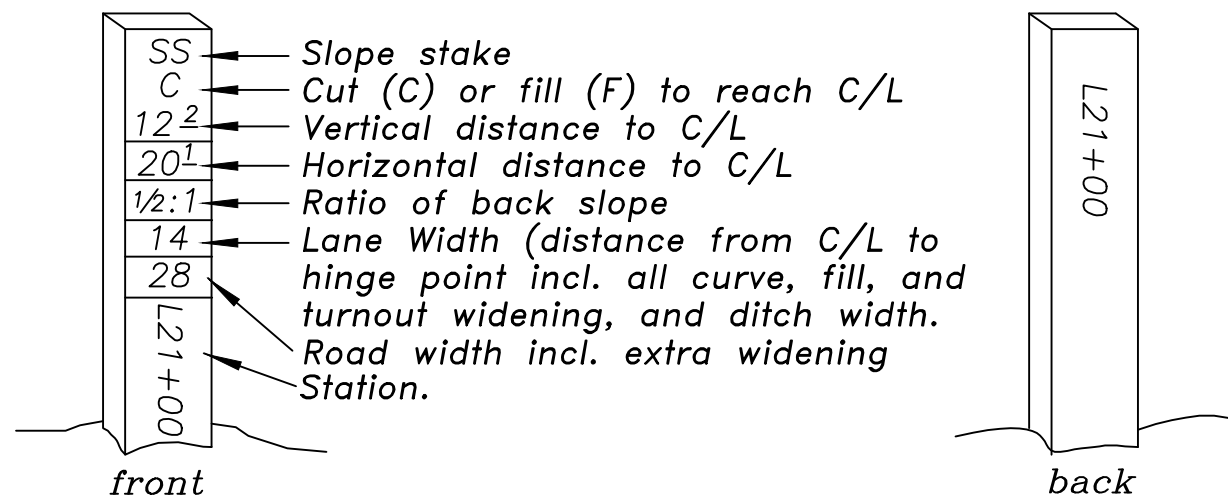 SS
C
12 2
20 1
1/2:1
14
28
L21+00
Slope stake
Cut (C) or fill (F) to reach C/L
Vertical distance to C/L
Horizontal distance to C/L
Ratio of back slope
Lane Width (distance from C/L to
hinge point incl. all curve, fill, and
turnout widening, and ditch width.
Road width incl. extra widening
Station.
front
L21+00
back